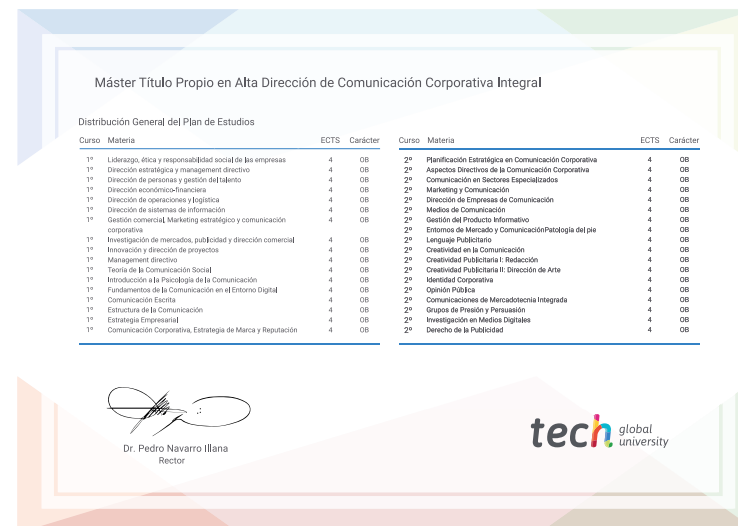 Máster Título Propio en Alta Dirección de Comunicación Corporativa Integral
Distribución General del Plan de Estudios
Curso Materia ECTS Carácter
1º Liderazgo, ética y responsabilidad social de las empresas 4 OB
1º Dirección estratégica y management directivo 4 OB
1º Dirección de personas y gestión del talento 4 OB
1º Dirección económico-financiera 4 OB
1º Dirección de operaciones y logística 4 OB
1º Dirección de sistemas de información 4 OB
1º Gestión comercial, Marketing estratégico y comunicación 4 OB
corporativa
1º Investigación de mercados, publicidad y dirección comercial 4 OB
1º Innovación y dirección de proyectos 4 OB
1º Management directivo 4 OB
1º Teoría de la Comunicación Social 4 OB
1º Introducción a la Psicología de la Comunicación 4 OB
1º Fundamentos de la Comunicación en el Entorno Digital 4 OB
1º Comunicación Escrita 4 OB
1º Estructura de la Comunicación 4 OB
1º Estrategia Empresarial 4 OB
1º Comunicación Corporativa, Estrategia de Marca y Reputación 4 OB
Curso Materia ECTS Carácter
2º Planificación Estratégica en Comunicación Corporativa 4 OB
2º Aspectos Directivos de la Comunicación Corporativa 4 OB
2º Comunicación en Sectores Especializados 4 OB
2º Marketing y Comunicación 4 OB
2º Dirección de Empresas de Comunicación 4 OB
2º Medios de Comunicación 4 OB
2º Gestión del Producto Informativo 4 OB
2º Entornos de Mercado y ComunicaciónPatología del pie 4 OB
2º Lenguaje Publicitario 4 OB
2º Creatividad en la Comunicación 4 OB
2º Creatividad Publicitaria I: Redacción 4 OB
2º Creatividad Publicitaria II: Dirección de Arte 4 OB
2º Identidad Corporativa 4 OB
2º Opinión Pública 4 OB
2º Comunicaciones de Mercadotecnia Integrada 4 OB
2º Grupos de Presión y Persuasión 4 OB
2º Investigación en Medios Digitales 4 OB
2º Derecho de la Publicidad 4 OB
Dr. Pedro Navarro Illana
Rector
tech global
university